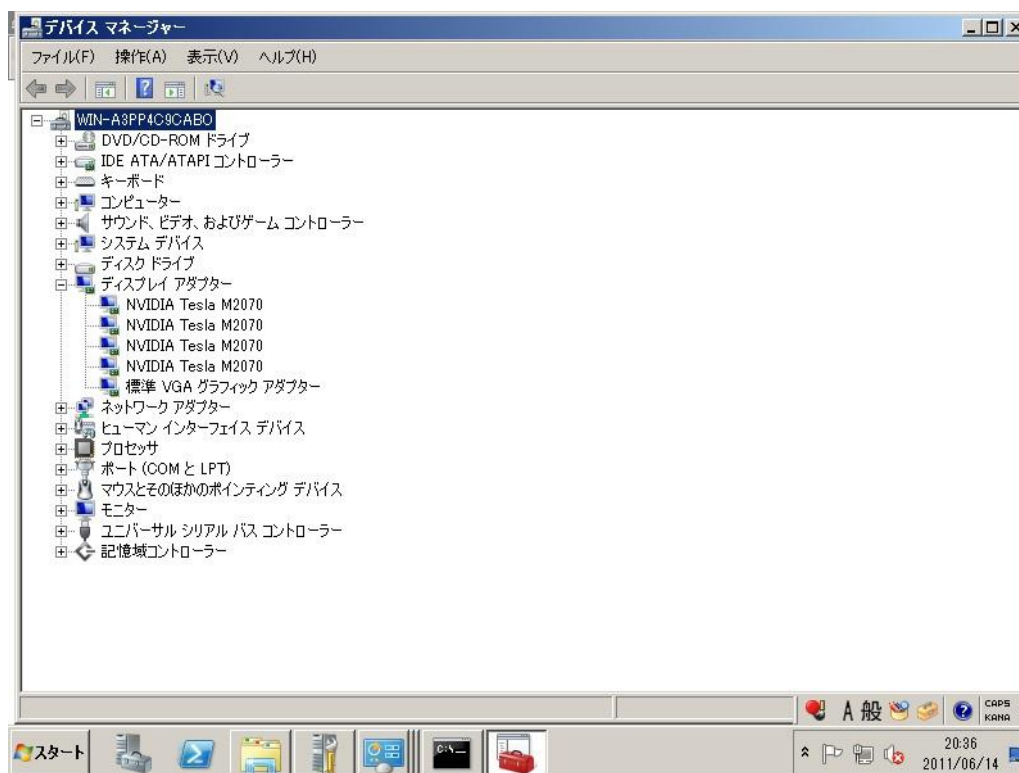 デバイス マネージャー
ファイル(F) 操作(A) 表示(V) ヘルプ(H)
WIN-A3PP4C9CABO
DVD/CD-ROM ドライブ
IDE ATA/ATAPI コントローラー
キーボード
コンピューター
サウンド、ビデオ、およびゲーム コントローラー
システム デバイス
ディスク ドライブ
ディスプレイ アダプター
NVIDIA Tesla M2070
NVIDIA Tesla M2070
NVIDIA Tesla M2070
NVIDIA Tesla M2070
標準 VGA グラフィック アダプター
ネットワーク アダプター
ヒューマン インターフェイス デバイス
プロセッサ
ポート (COM と LPT)
マウスとそのほかのポインティング デバイス
モニター
ユニバーサル シリアル バス コントローラー
記憶域コントローラー
A 般 CAPS
KANA
スタート
C:\_
20:36
2011/06/14